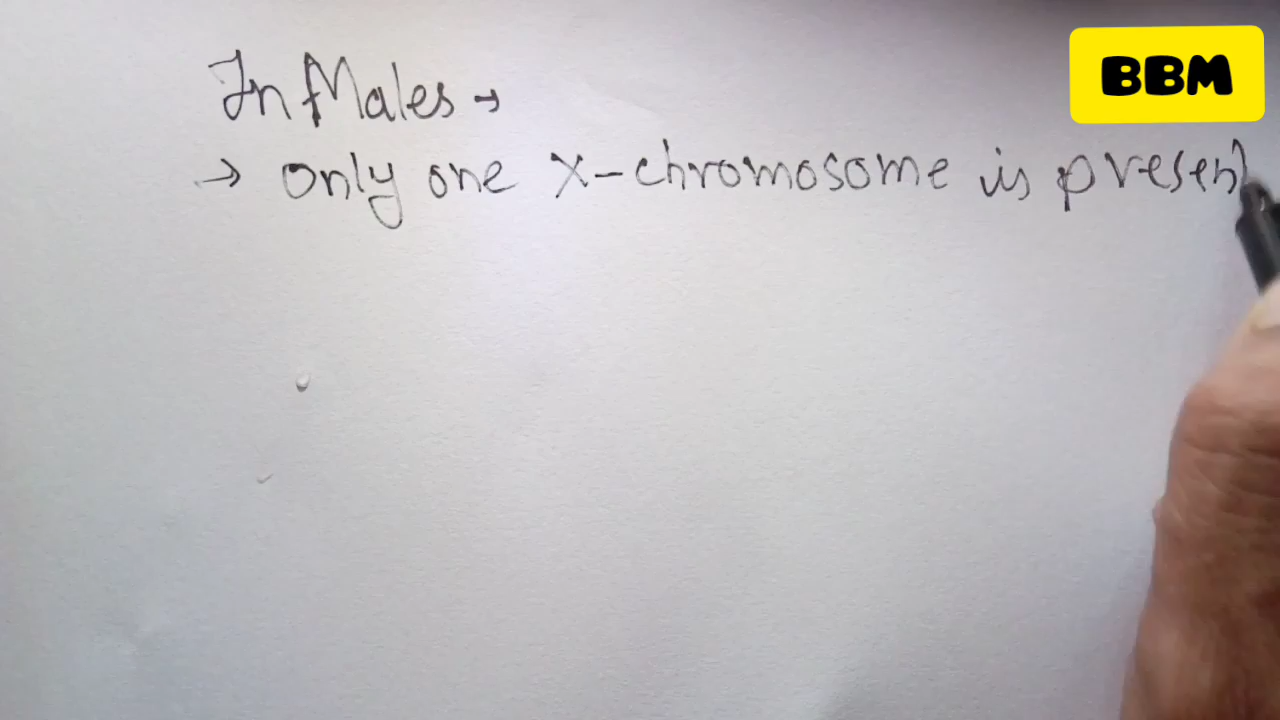 BBM
In Males →
→ Only one X-chromosome is present